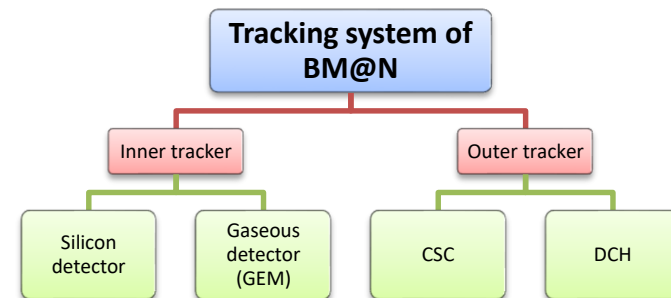 Tracking system of
BM@N
Inner tracker
Outer tracker
Silicon
detector
Gaseous
detector
(GEM)
CSC
DCH